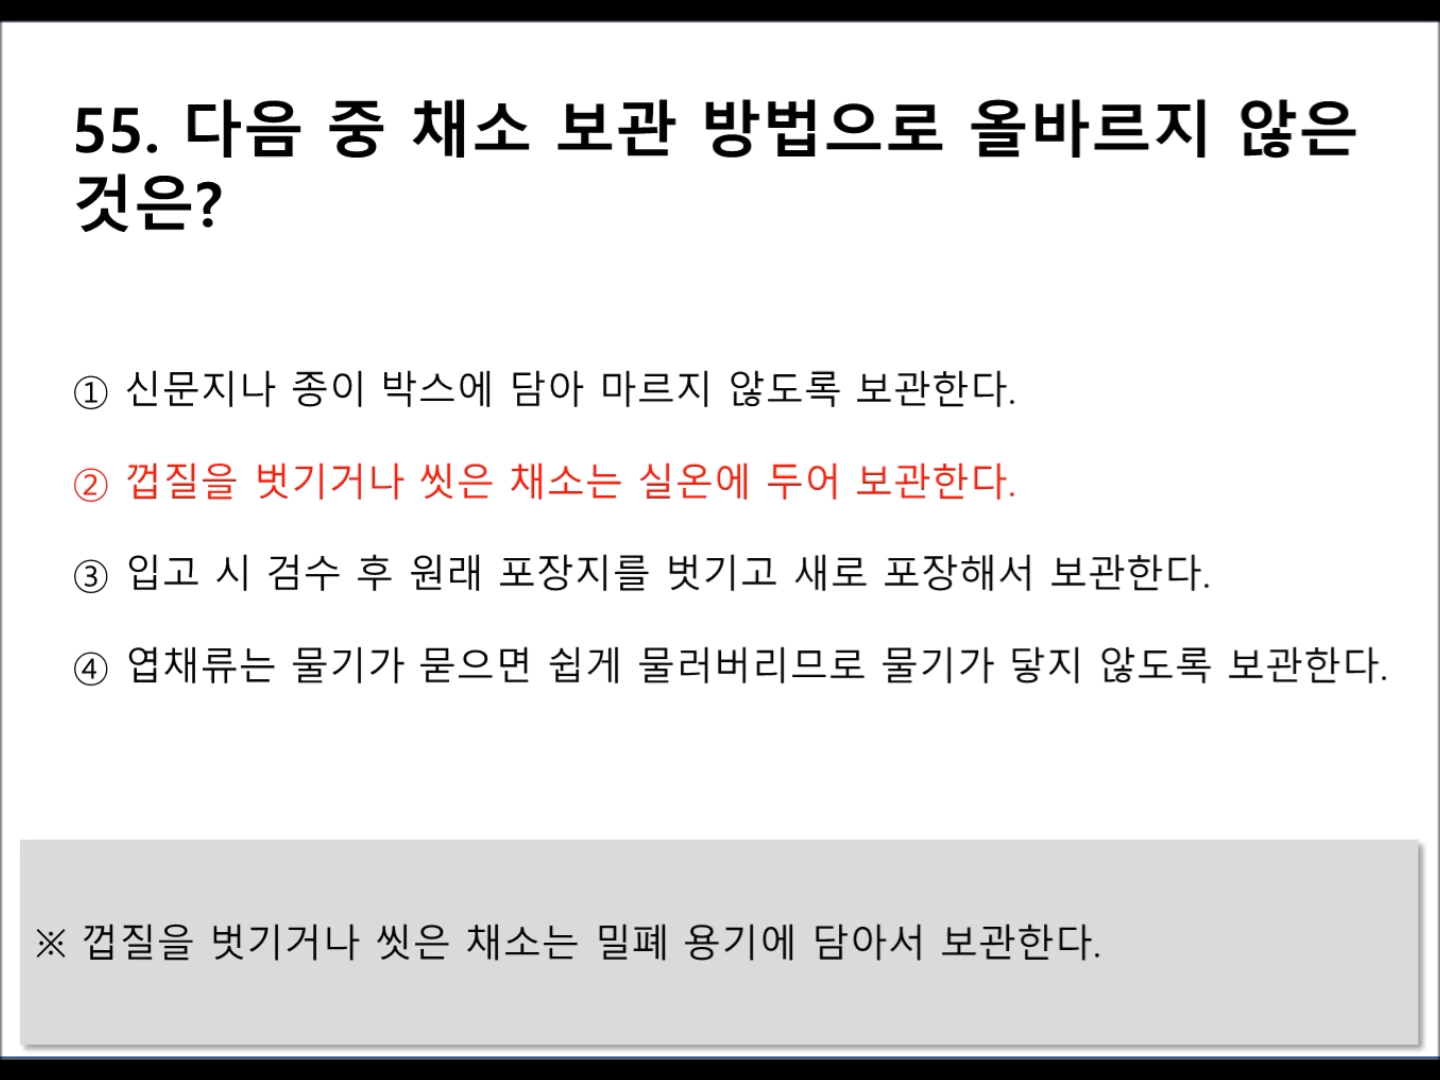 55. 다음 중 채소 보관 방법으로 올바르지 않은
것은?
① 신문지나 종이 박스에 담아 마르지 않도록 보관한다.
② 껍질을 벗기거나 씻은 채소는 실온에 두어 보관한다.
③ 입고 시 검수 후 원래 포장지를 벗기고 새로 포장해서 보관한다.
④ 엽채류는 물기가 묻으면 쉽게 물러버리므로 물기가 닿지 않도록 보관한다.
※ 껍질을 벗기거나 씻은 채소는 밀폐 용기에 담아서 보관한다.